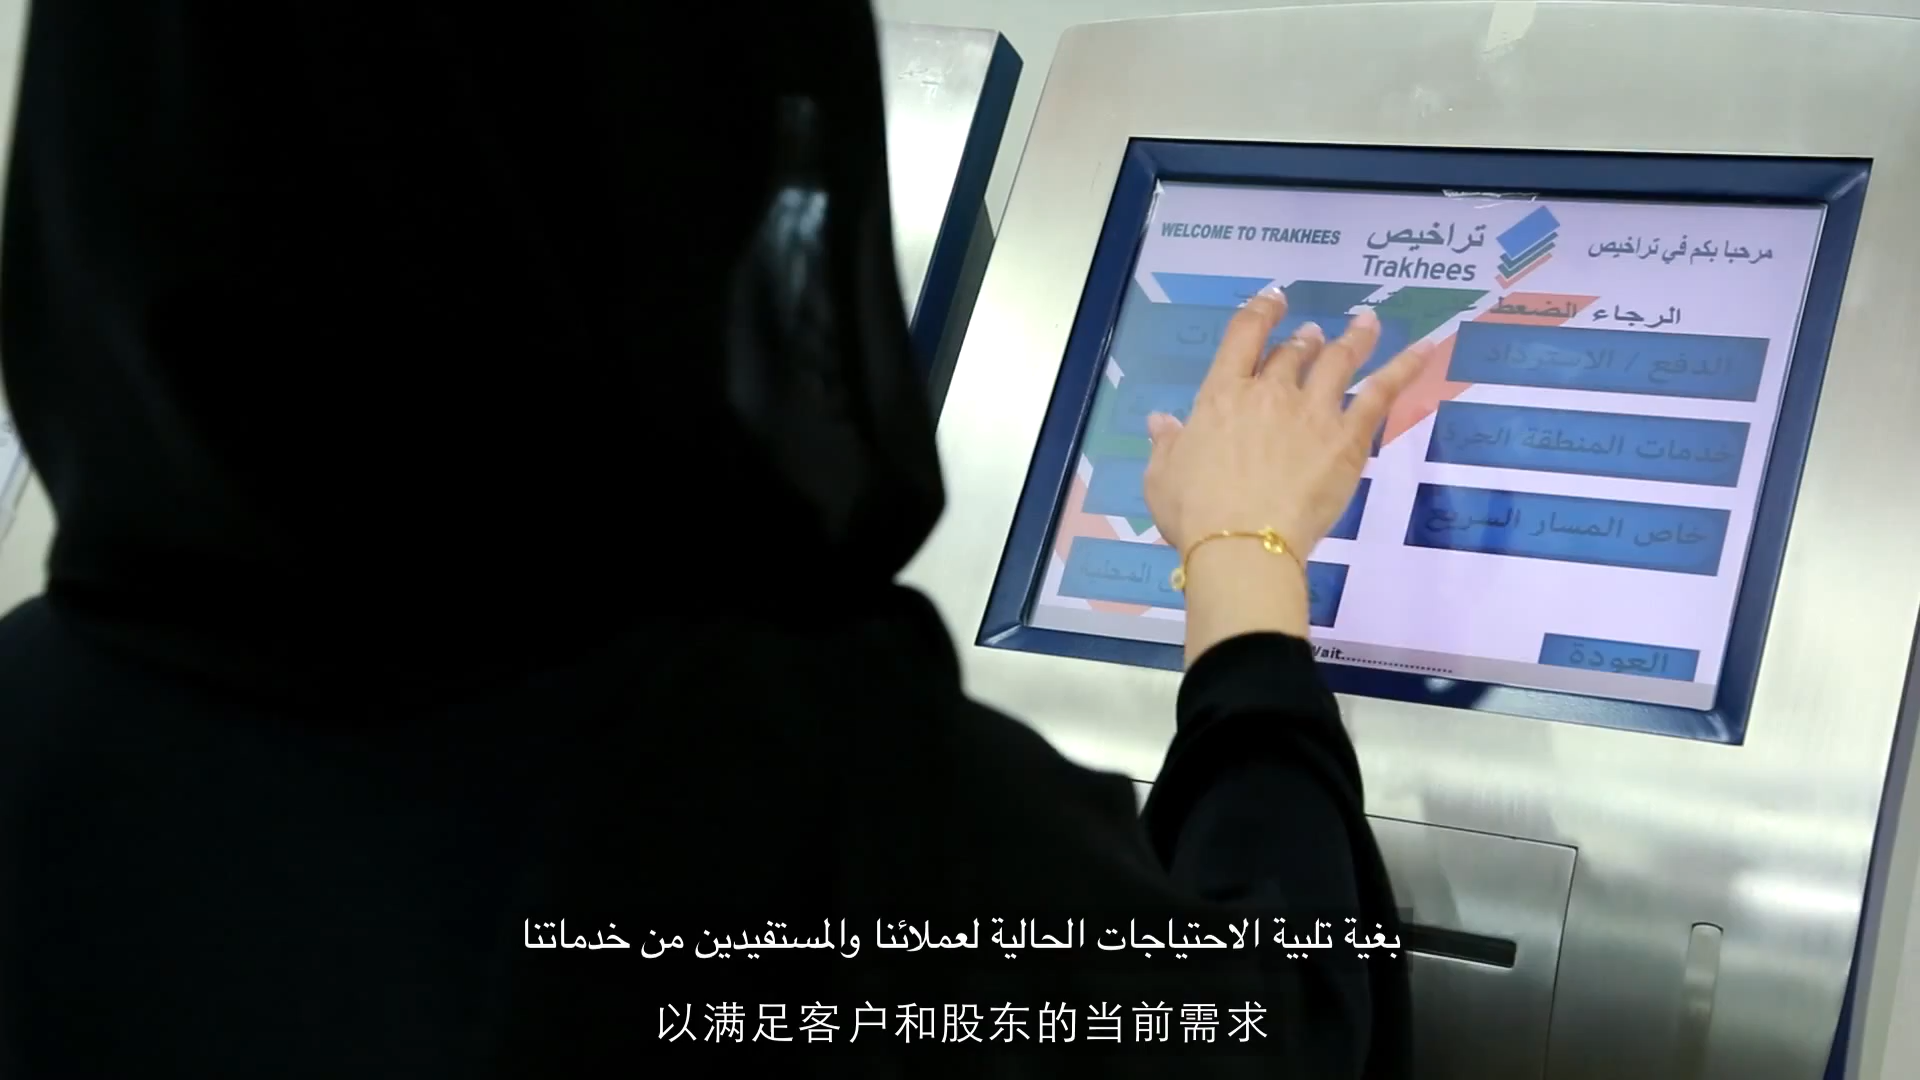 WELCOME TO TRAKHEES
تراخيص
Trakhees
مرحبا بكم في تراخيص
الرجاء الضغط
الدفع / الاسترداد
خدمات المنطقة الحرة
خاص المسار السريع
المحلية
العودة
Wait....................
بغية تلبية الاحتياجات الحالية لعملائنا والمستفيدين من خدماتنا
以满足客户和股东的当前需求